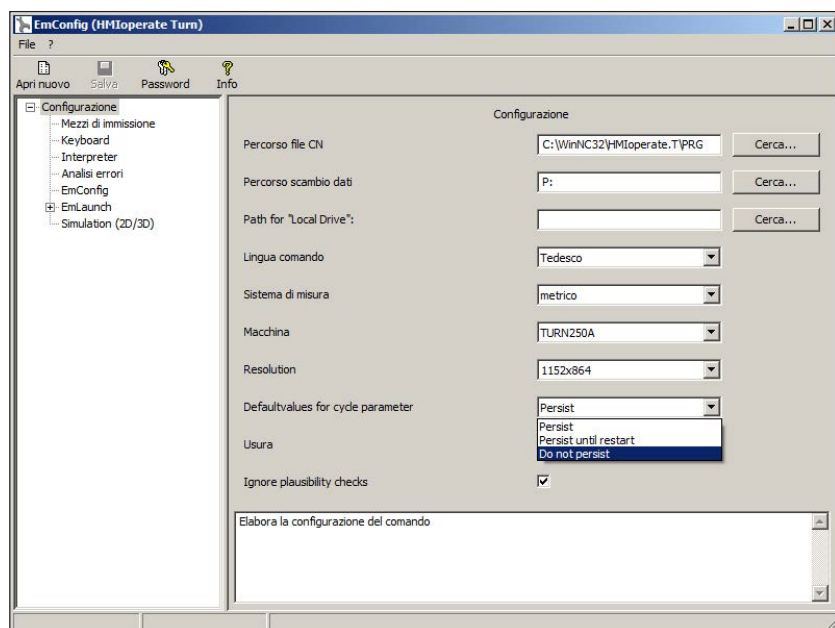 EmConfig (HMIoperate Turn)
File ?
Apri nuovo Salva Password Info
Configurazione
Mezzi di immissione
Keyboard
Interpreter
Analisi errori
EmConfig
EmLaunch
Simulation (2D/3D)
Configurazione
Percorso file CN C:\WinNC32\HMIoperate.T\PRG Cerca...
Percorso scambio dati P: Cerca...
Path for "Local Drive": Cerca...
Lingua comando Tedesco
Sistema di misura metrico
Macchina TURN250A
Resolution 1152x864
Defaultvalues for cycle parameter Persist
Persist
Persist until restart
Do not persist
Usura
Ignore plausibility checks
Elabora la configurazione del comando